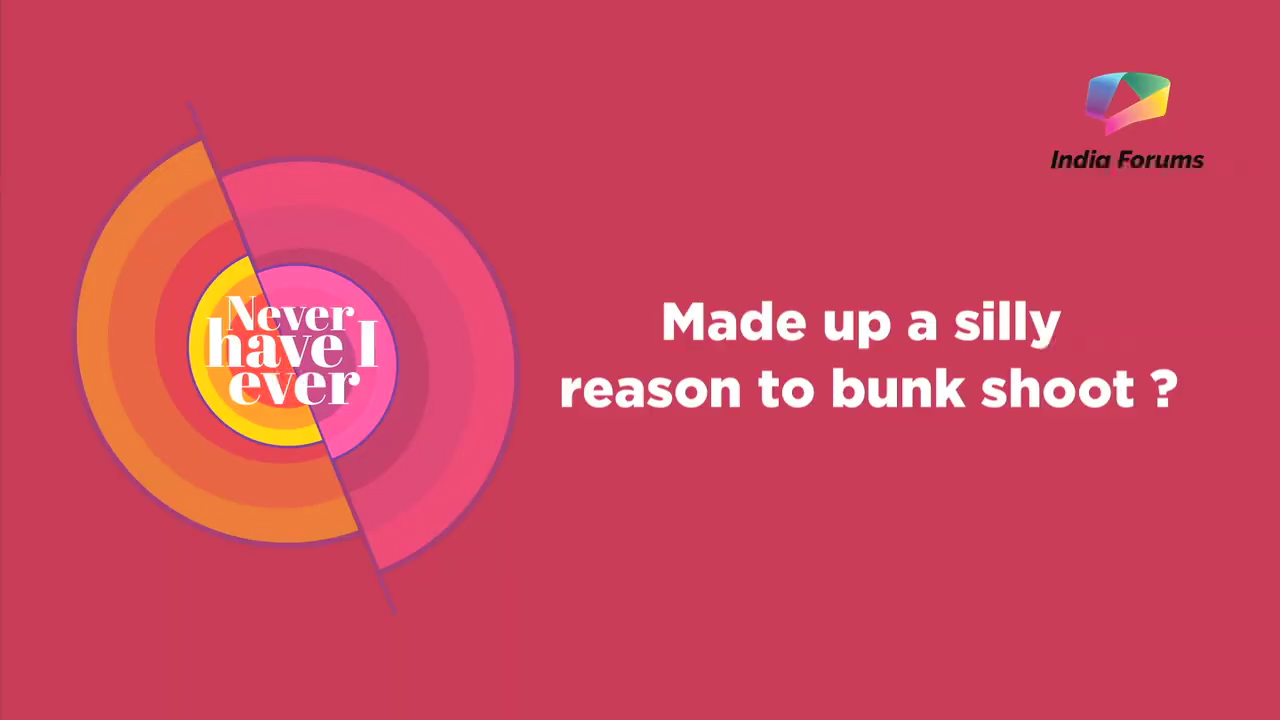 India Forums
Never
have I
ever
Made up a silly
reason to bunk shoot ?